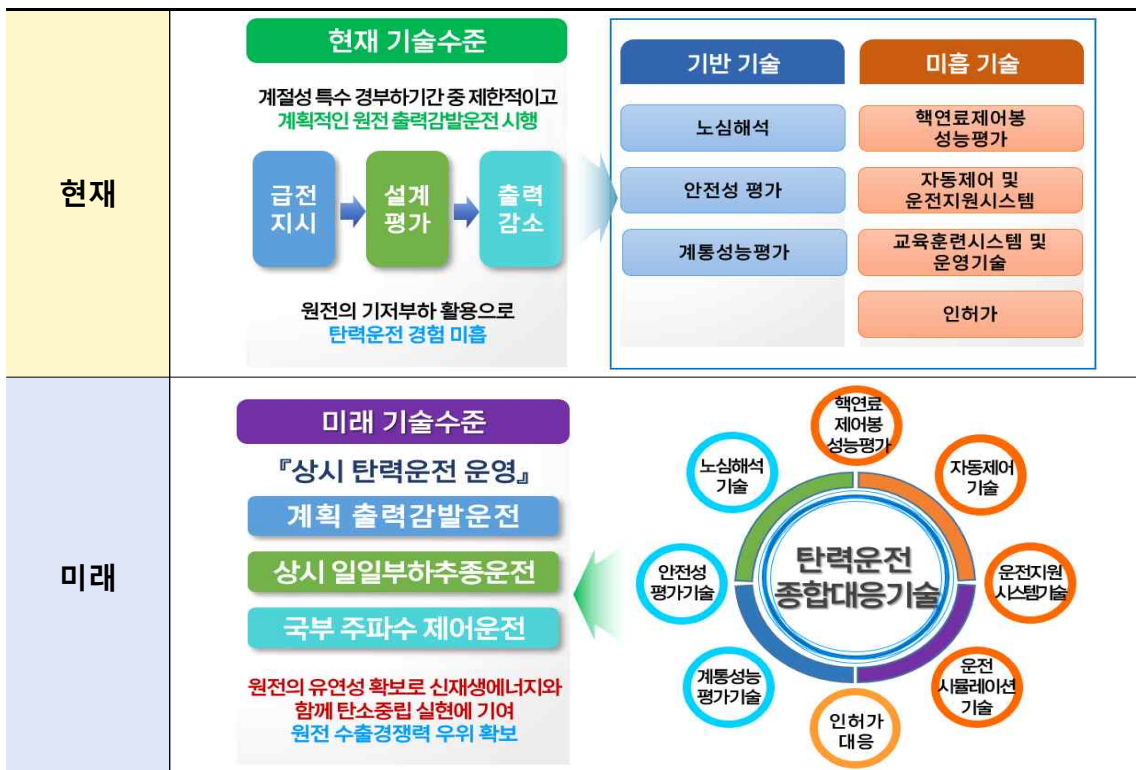 현재
현재 기술수준
계절성 특수 경부하기간 중 제한적이고
계획적인 원전 출력감발운전 시행
급전
지시
설계
평가
출력
감소
원전의 기저부하 활용으로
탄력운전 경험 미흡
기반 기술
노심해석
안전성 평가
계통성능평가
미흡 기술
핵연료제어봉
성능평가
자동제어 및
운전지원시스템
교육훈련시스템 및
운영기술
인허가
미래
미래 기술수준
『상시 탄력운전 운영』
계획 출력감발운전
상시 일일부하추종운전
국부 주파수 제어운전
원전의 유연성 확보로 신재생에너지와
함께 탄소중립 실현에 기여
원전 수출경쟁력 우위 확보
탄력운전
종합대응기술
핵연료
제어봉
성능평가
자동제어
기술
운전지원
시스템기술
운전
시뮬레이션
기술
인허가
대응
계통성능
평가기술
안전성
평가기술
노심해석
기술